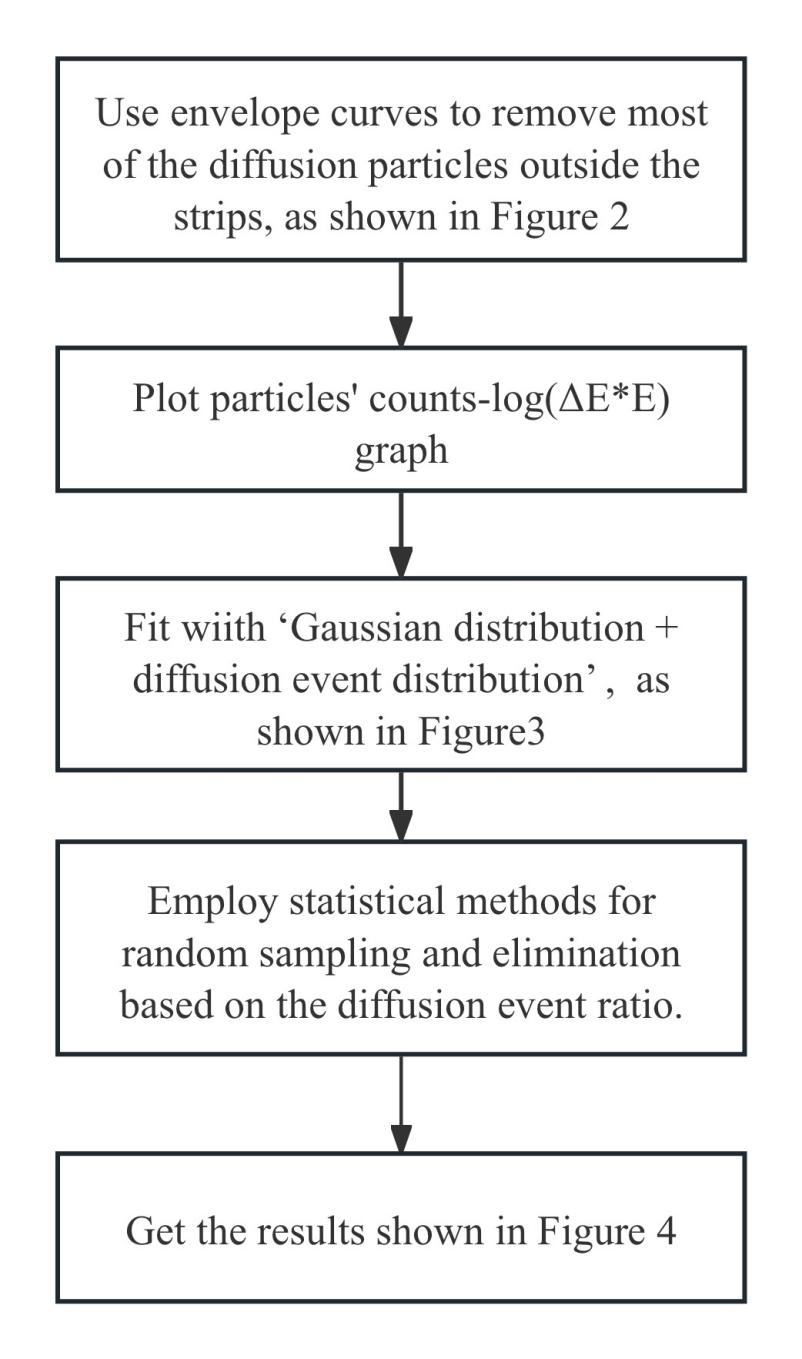 Use envelope curves to remove most
of the diffusion particles outside the
strips, as shown in Figure 2
Plot particles' counts-log(ΔE*E)
graph
Fit wiith ‘Gaussian distribution +
diffusion event distribution’ ,  as
shown in Figure3
Employ statistical methods for
random sampling and elimination
based on the diffusion event ratio.
Get the results shown in Figure 4